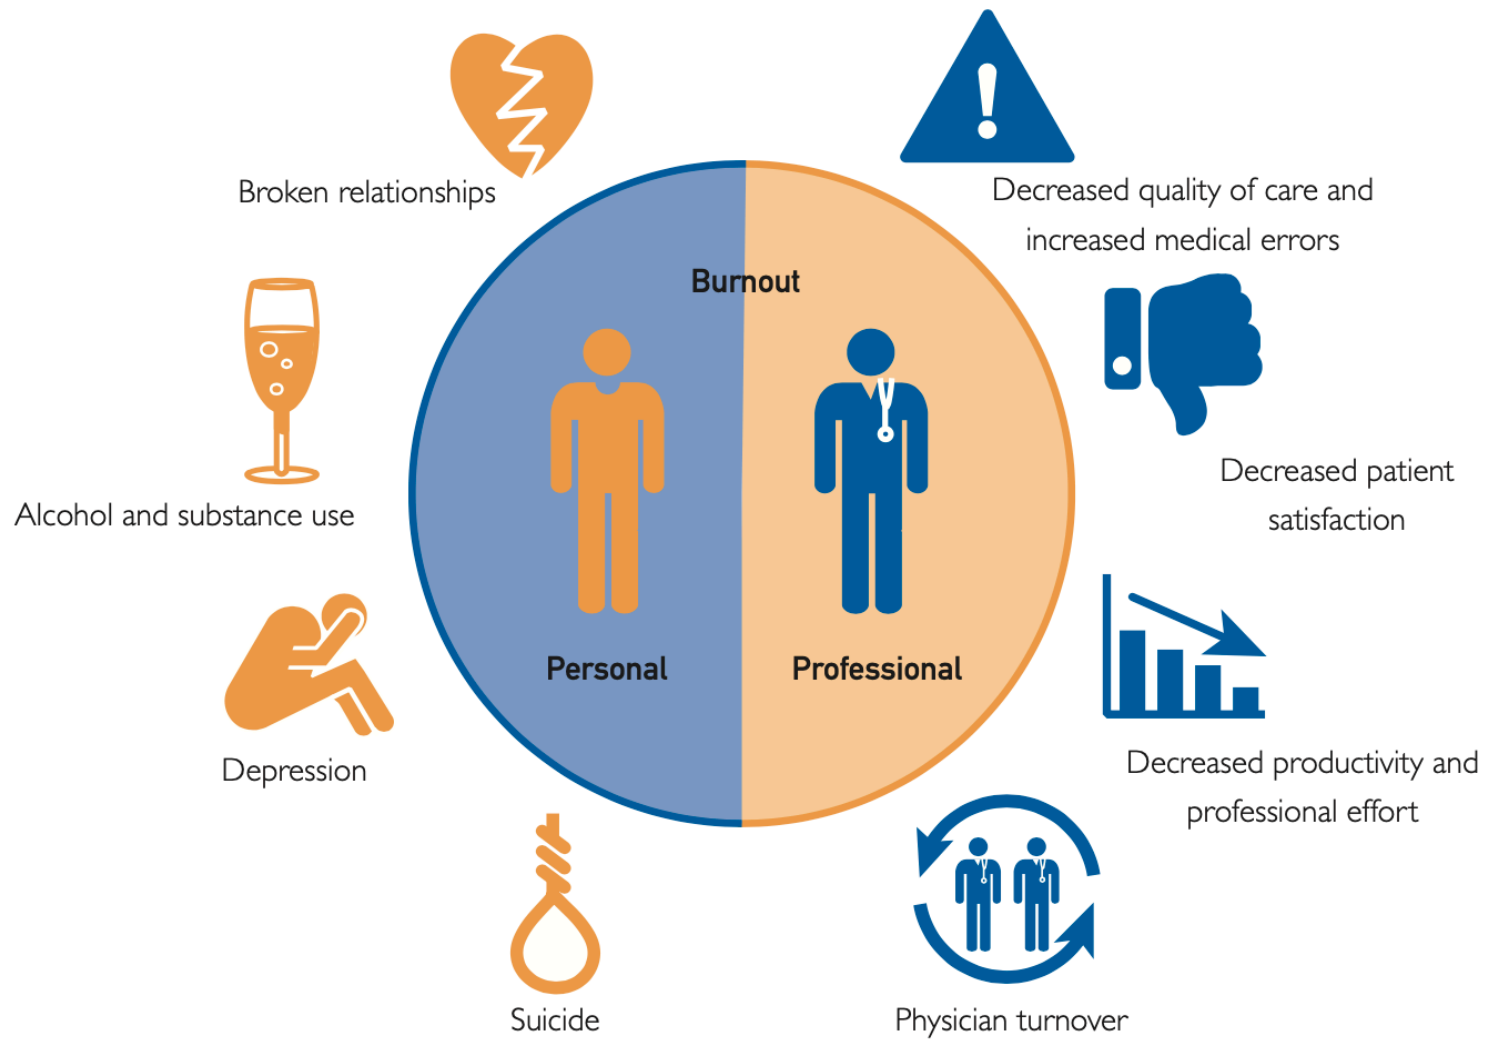 Broken relationships
Decreased quality of care and
increased medical errors
Burnout
Alcohol and substance use
Decreased patient
satisfaction
Personal
Professional
Depression
Decreased productivity and
professional effort
Suicide
Physician turnover